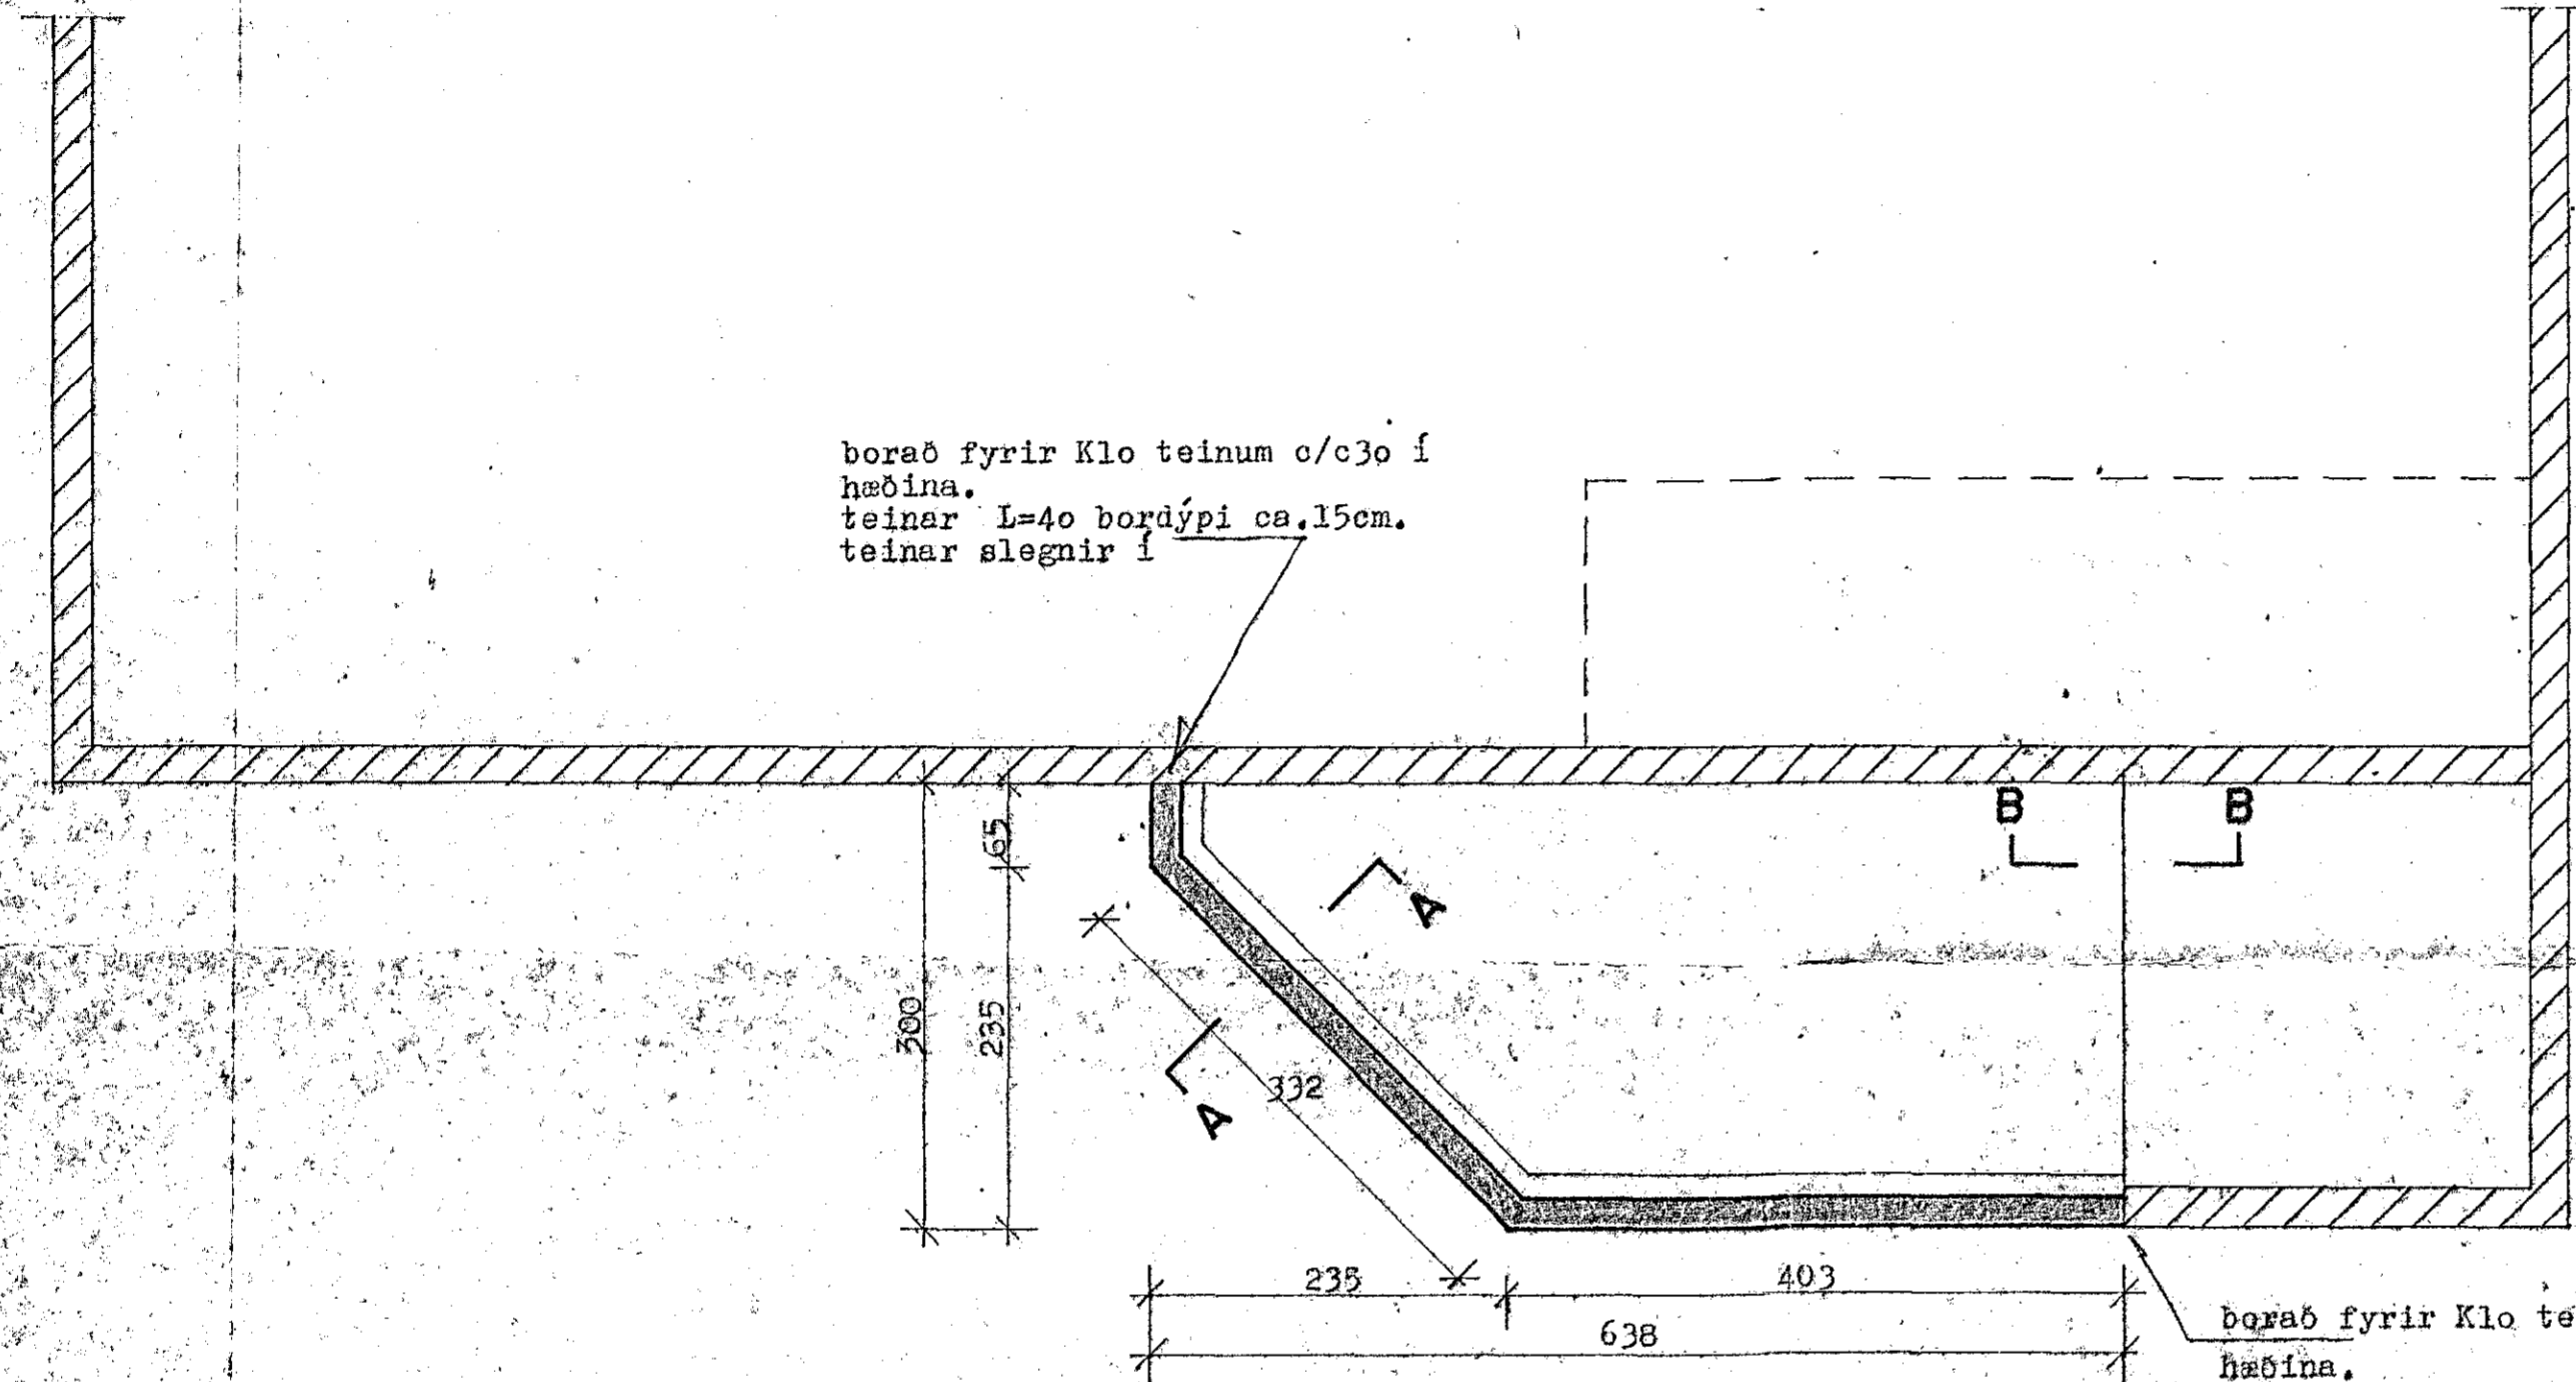 borað fyrir Klo teinum c/c3o í
hæðina.
teinar L=4o bordýpi ca.15cm.
teinar slegnir í
B B
65
A
300
235
332
A
235
403
638
borað fyrir Klo te
hæðina.